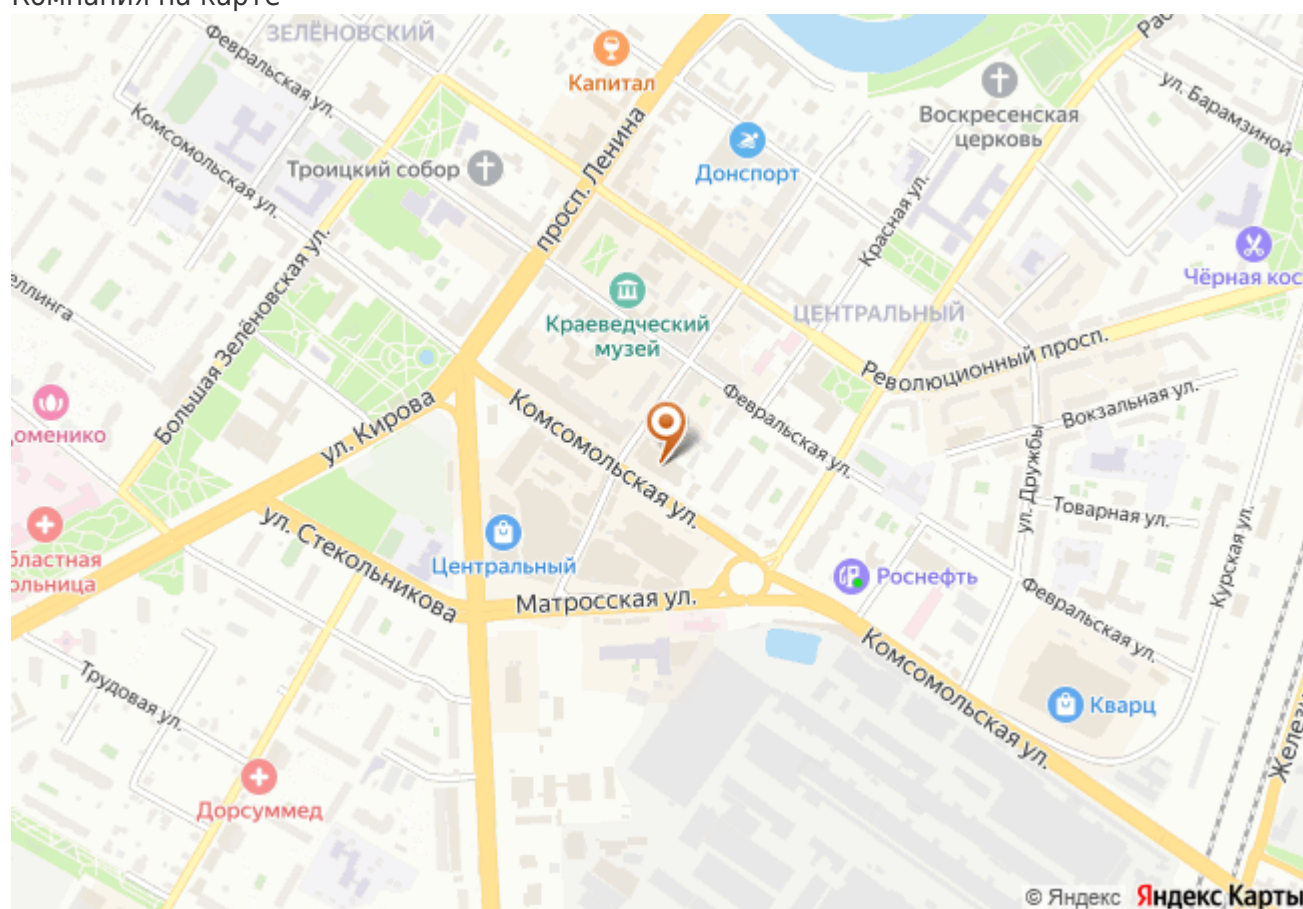 Компания на карте
ЗЕЛЁНОВСКИЙ
Февральская ул.
Капитал
просп. Ленина
Воскресенская
церковь
ул. Барамзиной
Комсомольская ул.
Троицкий собор
Донспорт
Красная ул.
Чёрная кос
Большая Зелёновская ул.
Краеведческий
музей
ЦЕНТРАЛЬНЫЙ
Революционный просп.
Вокзальная ул.
оменико
ул. Кирова
Комсомольская ул.
Февральская ул.
ул. Дружбы
Товарная ул.
Курская ул.
бластная
ольница
ул. Стекольникова
Центральный
Матросская ул.
Роснефть
Февральская ул.
Трудовая ул.
Комсомольская ул.
Кварц
Дорсуммед
© Яндекс Яндекс Карты